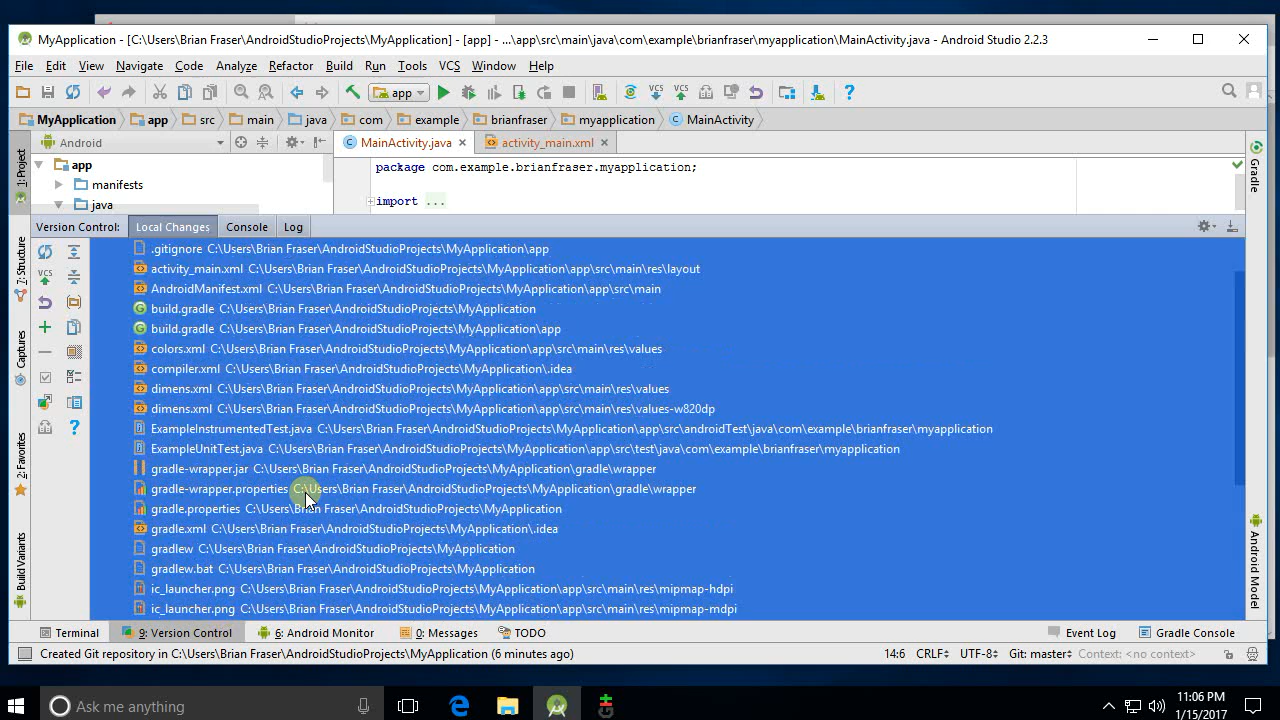 MyApplication - [C:\Users\Brian Fraser\AndroidStudioProjects\MyApplication] - [app] - ...\app\src\main\java\com\example\brianfraser\myapplication\MainActivity.java - Android Studio 2.2.3
File Edit View Navigate Code Analyze Refactor Build Run Tools VCS Window Help
app VCS VCS
MyApplication app src main java com example brianfraser myapplication MainActivity
1: Project
Android
MainActivity.java activity_main.xml
Gradle
app
package com.example.brianfraser.myapplication;
manifests
java
import ...
Version Control: Local Changes Console Log
7: Structure
Captures
2: Favorites
Build Variants
VCS
.gitignore C:\Users\Brian Fraser\AndroidStudioProjects\MyApplication\app
activity_main.xml C:\Users\Brian Fraser\AndroidStudioProjects\MyApplication\app\src\main\res\layout
AndroidManifest.xml C:\Users\Brian Fraser\AndroidStudioProjects\MyApplication\app\src\main
build.gradle C:\Users\Brian Fraser\AndroidStudioProjects\MyApplication
build.gradle C:\Users\Brian Fraser\AndroidStudioProjects\MyApplication\app
colors.xml C:\Users\Brian Fraser\AndroidStudioProjects\MyApplication\app\src\main\res\values
compiler.xml C:\Users\Brian Fraser\AndroidStudioProjects\MyApplication\.idea
dimens.xml C:\Users\Brian Fraser\AndroidStudioProjects\MyApplication\app\src\main\res\values
dimens.xml C:\Users\Brian Fraser\AndroidStudioProjects\MyApplication\app\src\main\res\values-w820dp
ExampleInstrumentedTest.java C:\Users\Brian Fraser\AndroidStudioProjects\MyApplication\app\src\androidTest\java\com\example\brianfraser\myapplication
ExampleUnitTest.java C:\Users\Brian Fraser\AndroidStudioProjects\MyApplication\app\src\test\java\com\example\brianfraser\myapplication
gradle-wrapper.jar C:\Users\Brian Fraser\AndroidStudioProjects\MyApplication\gradle\wrapper
gradle-wrapper.properties C:\Users\Brian Fraser\AndroidStudioProjects\MyApplication\gradle\wrapper
gradle.properties C:\Users\Brian Fraser\AndroidStudioProjects\MyApplication
gradle.xml C:\Users\Brian Fraser\AndroidStudioProjects\MyApplication\.idea
gradlew C:\Users\Brian Fraser\AndroidStudioProjects\MyApplication
gradlew.bat C:\Users\Brian Fraser\AndroidStudioProjects\MyApplication
ic_launcher.png C:\Users\Brian Fraser\AndroidStudioProjects\MyApplication\app\src\main\res\mipmap-hdpi
ic_launcher.png C:\Users\Brian Fraser\AndroidStudioProjects\MyApplication\app\src\main\res\mipmap-mdpi
Android Model
Terminal 9: Version Control 6: Android Monitor 0: Messages TODO Event Log Gradle Console
Created Git repository in C:\Users\Brian Fraser\AndroidStudioProjects\MyApplication (6 minutes ago) 14:6 CRLF UTF-8 Git: master Context: <no context>
Ask me anything
11:06 PM
1/15/2017